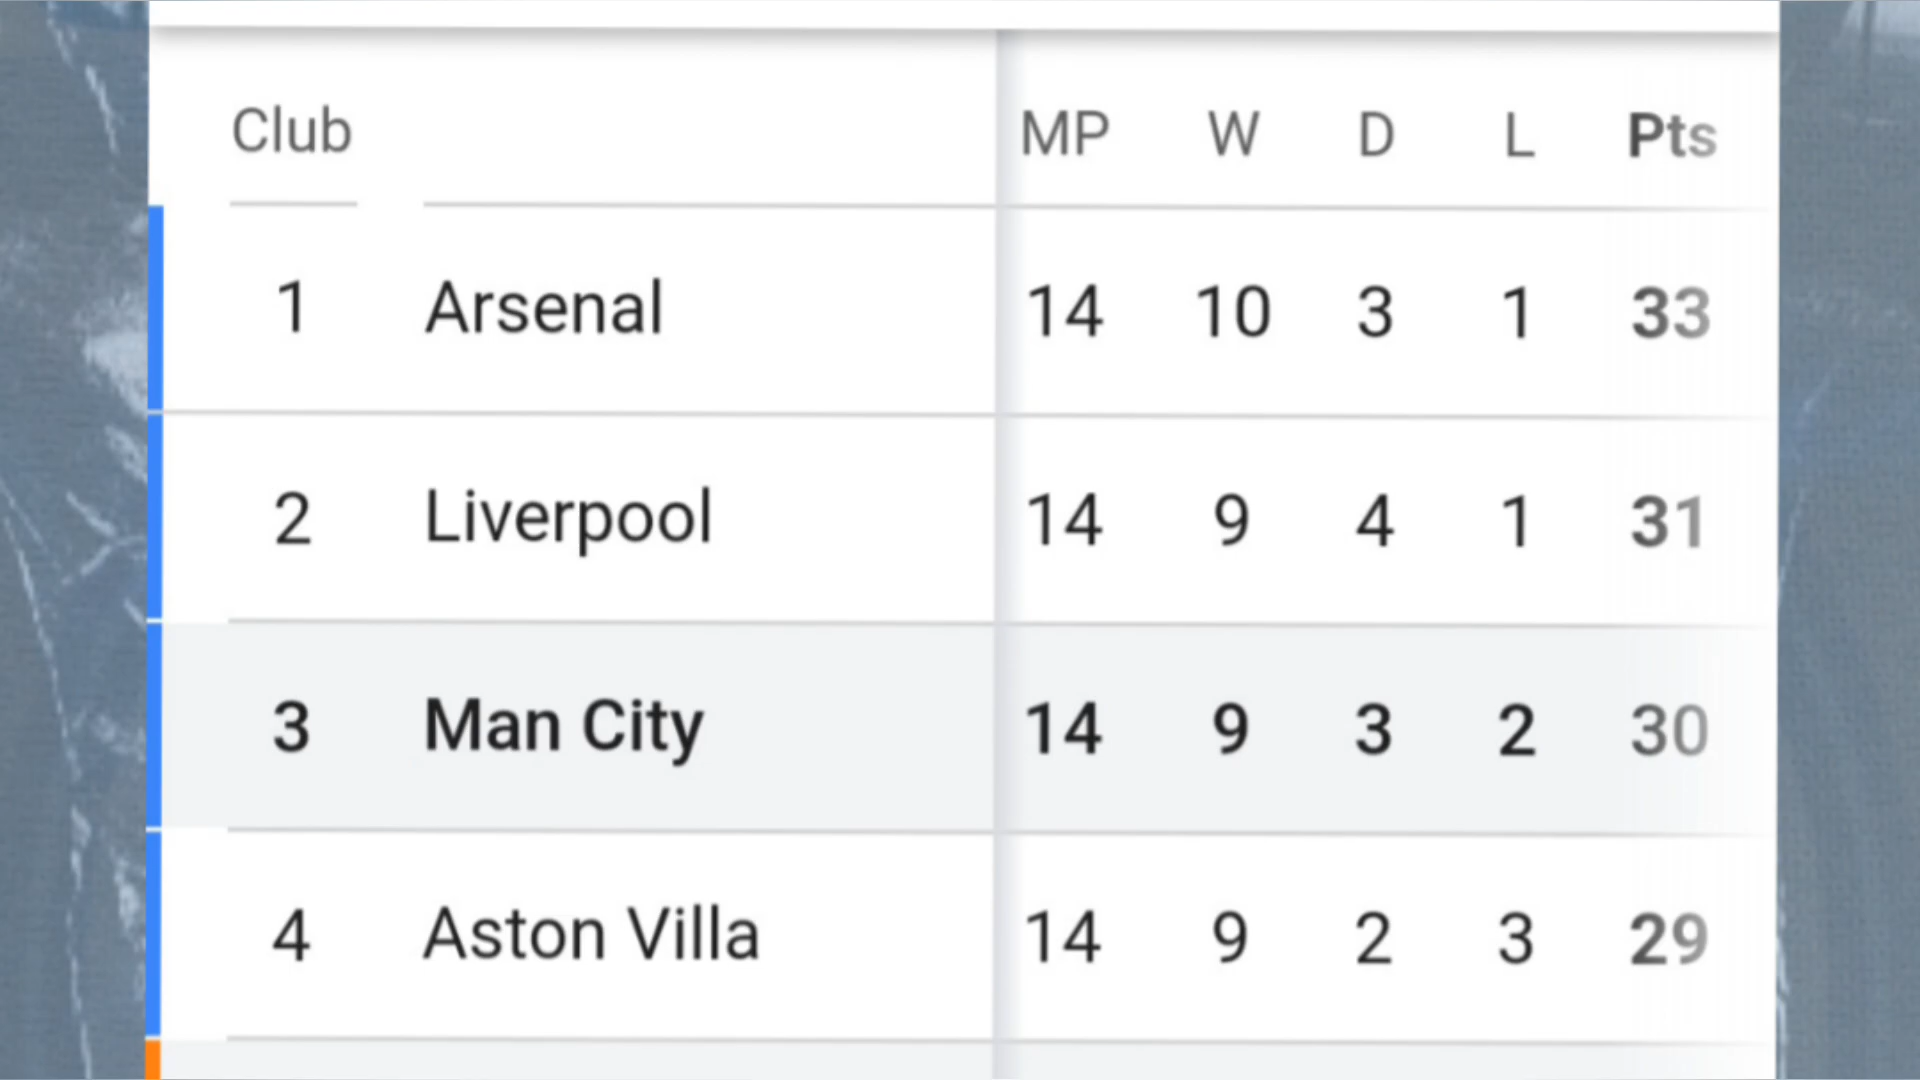 Club MP W D L Pts
1 Arsenal 14 10 3 1 33
2 Liverpool 14 9 4 1 31
3 Man City 14 9 3 2 30
4 Aston Villa 14 9 2 3 29